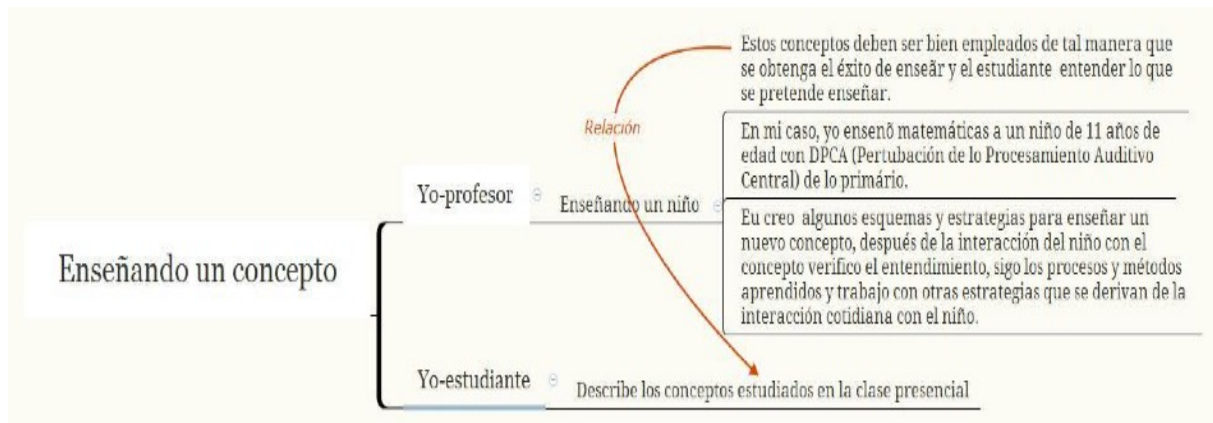 Estos conceptos deben ser bien empleados de tal manera que
se obtenga el éxito de enseãr y el estudiante entender lo que
se pretende enseñar.
Relación
En mi caso, yo ensenõ matemáticas a un niño de 11 años de
edad con DPCA (Pertubación de lo Procesamiento Auditivo
Central) de lo primário.
Yo-profesor
Enseñando un niño
Eu creo algunos esquemas y estrategias para enseñar un
nuevo concepto, después de la interacción del niño con el
concepto verifico el entendimiento, sigo los procesos y métodos
aprendidos y trabajo con otras estrategias que se derivan de la
interacción cotidiana con el niño.
Enseñando un concepto
Yo-estudiante
Describe los conceptos estudiados en la clase presencial